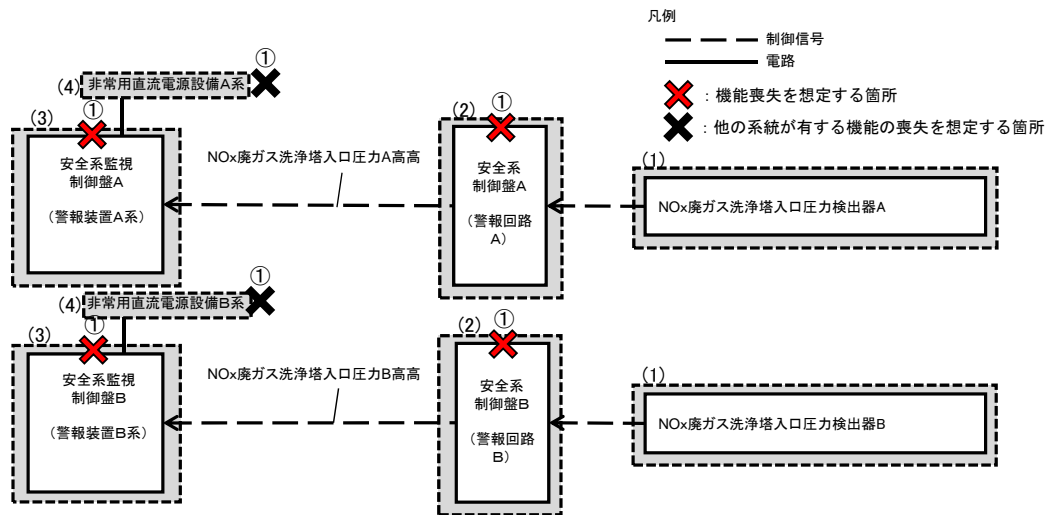 凡例
制御信号
電路
：機能喪失を想定する箇所
：他の系統が有する機能の喪失を想定する箇所
①
(4)
非常用直流電源設備A系
(3)
①
安全系監視
制御盤A
（警報装置A系）
NOx廃ガス洗浄塔入口圧力A高高
(2)
①
安全系
制御盤A
（警報回路
A）
(1)
NOx廃ガス洗浄塔入口圧力検出器A
①
(4)
非常用直流電源設備B系
(3)
①
安全系監視
制御盤B
（警報装置B系）
NOx廃ガス洗浄塔入口圧力B高高
(2)
①
安全系
制御盤B
（警報回路
B）
(1)
NOx廃ガス洗浄塔入口圧力検出器B